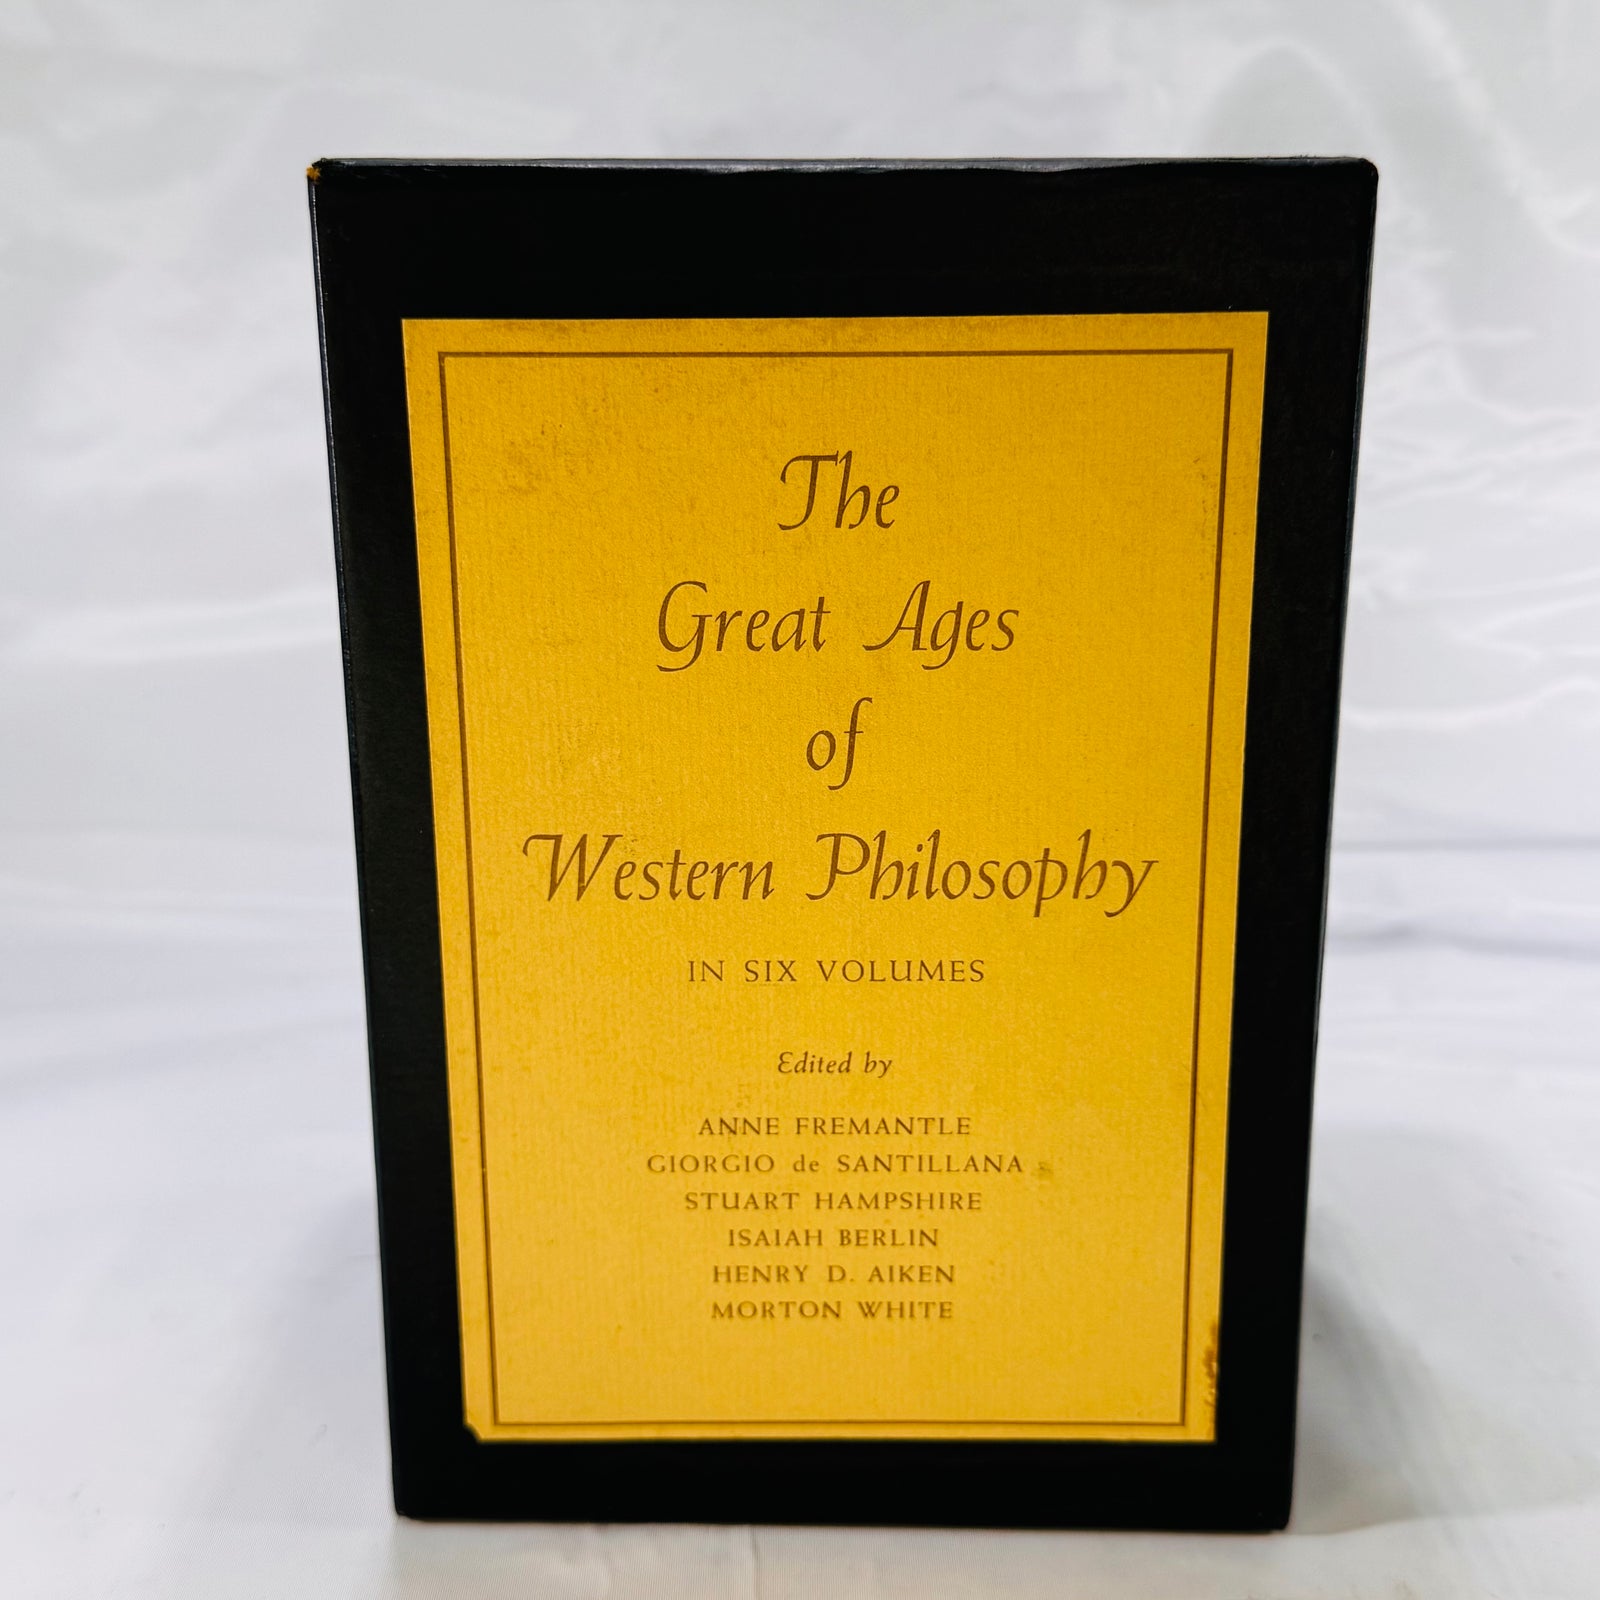 The
Great Ages
of
Western Philosophy
IN SIX VOLUMES
Edited by
ANNE FREMANTLE
GIORGIO de SANTILLANA
STUART HAMPSHIRE
ISAIAH BERLIN
HENRY D. AIKEN
MORTON WHITE